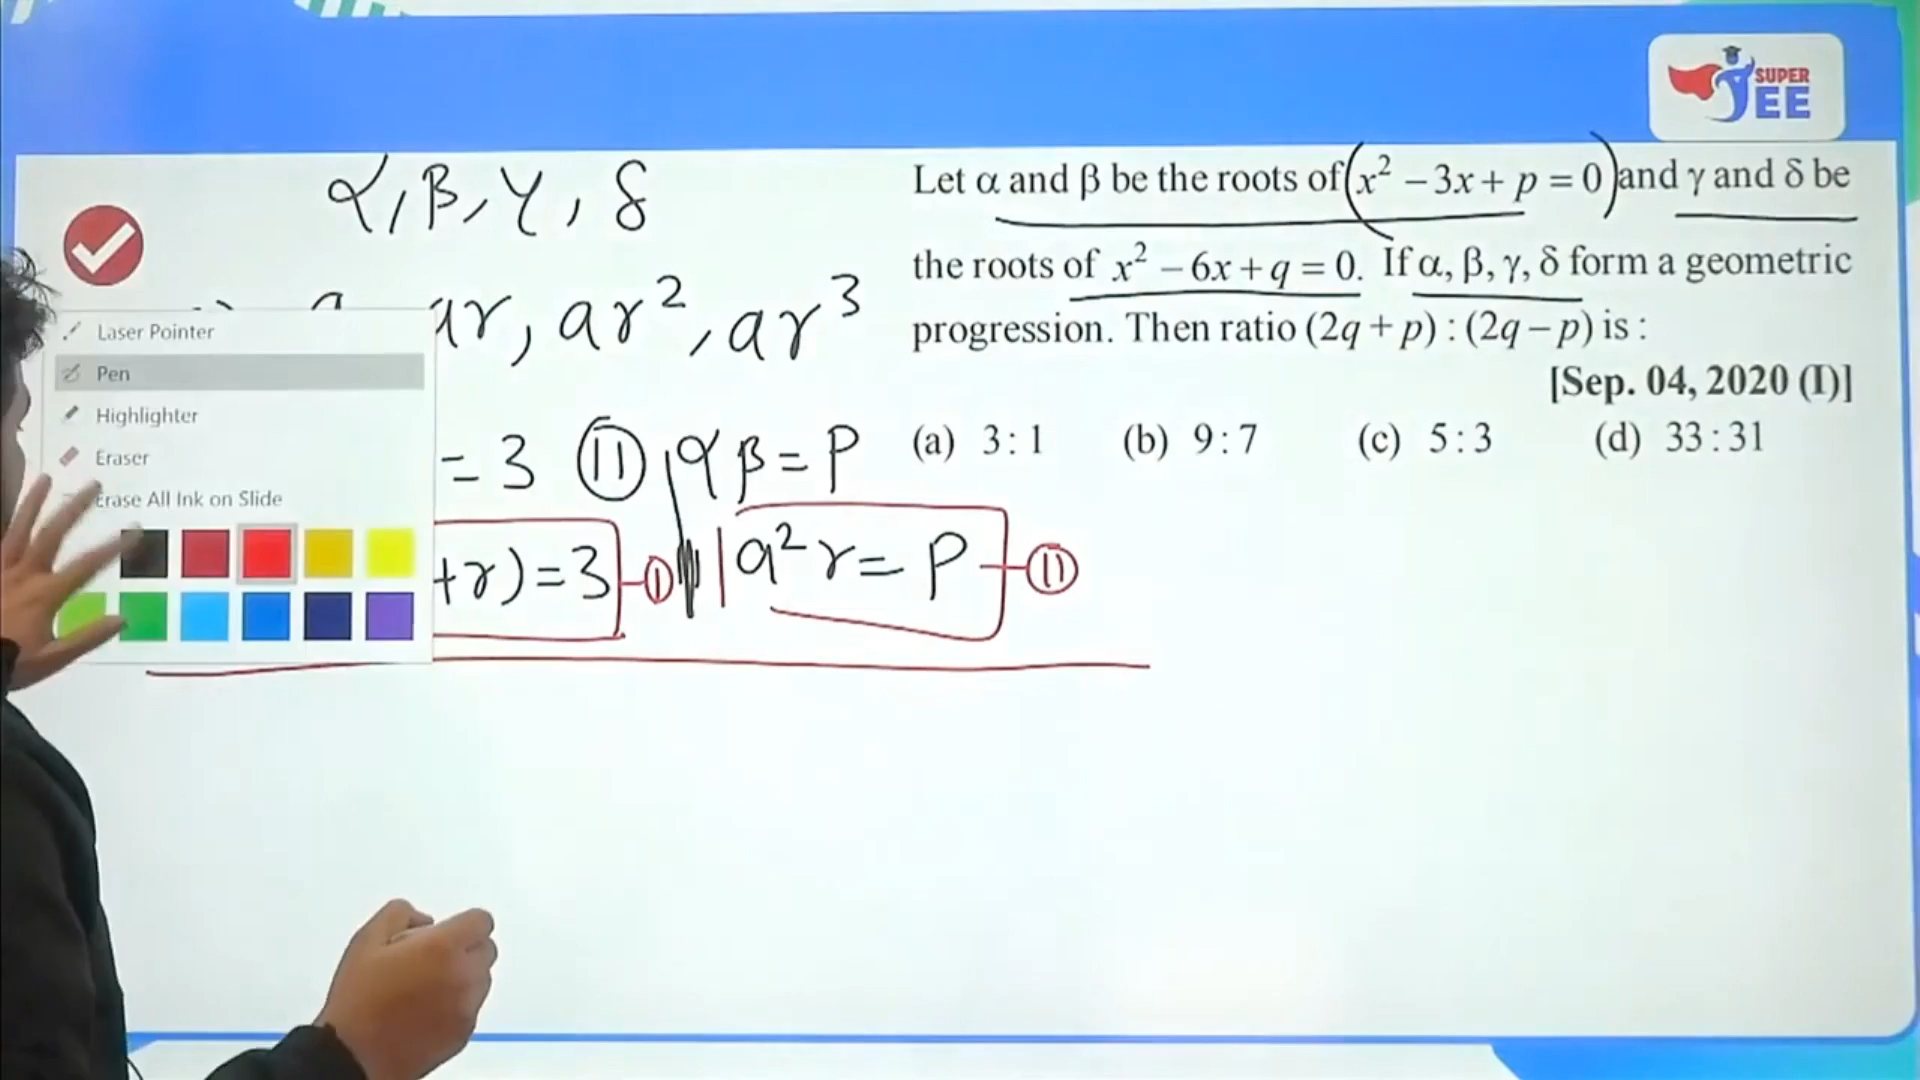 SUPER
JEE
Let α and β be the roots of (x² − 3x + p = 0) and γ and δ be
the roots of x² − 6x + q = 0. If α, β, γ, δ form a geometric
progression. Then ratio (2q + p) : (2q − p) is :
[Sep. 04, 2020 (I)]
(a) 3 : 1 (b) 9 : 7 (c) 5 : 3 (d) 33 : 31
α, β, γ, δ
ar, ar², ar³
= 3 (II) αβ = P
+r) = 3 (I) a²r = P (II)
Laser Pointer
Pen
Highlighter
Eraser
Erase All Ink on Slide